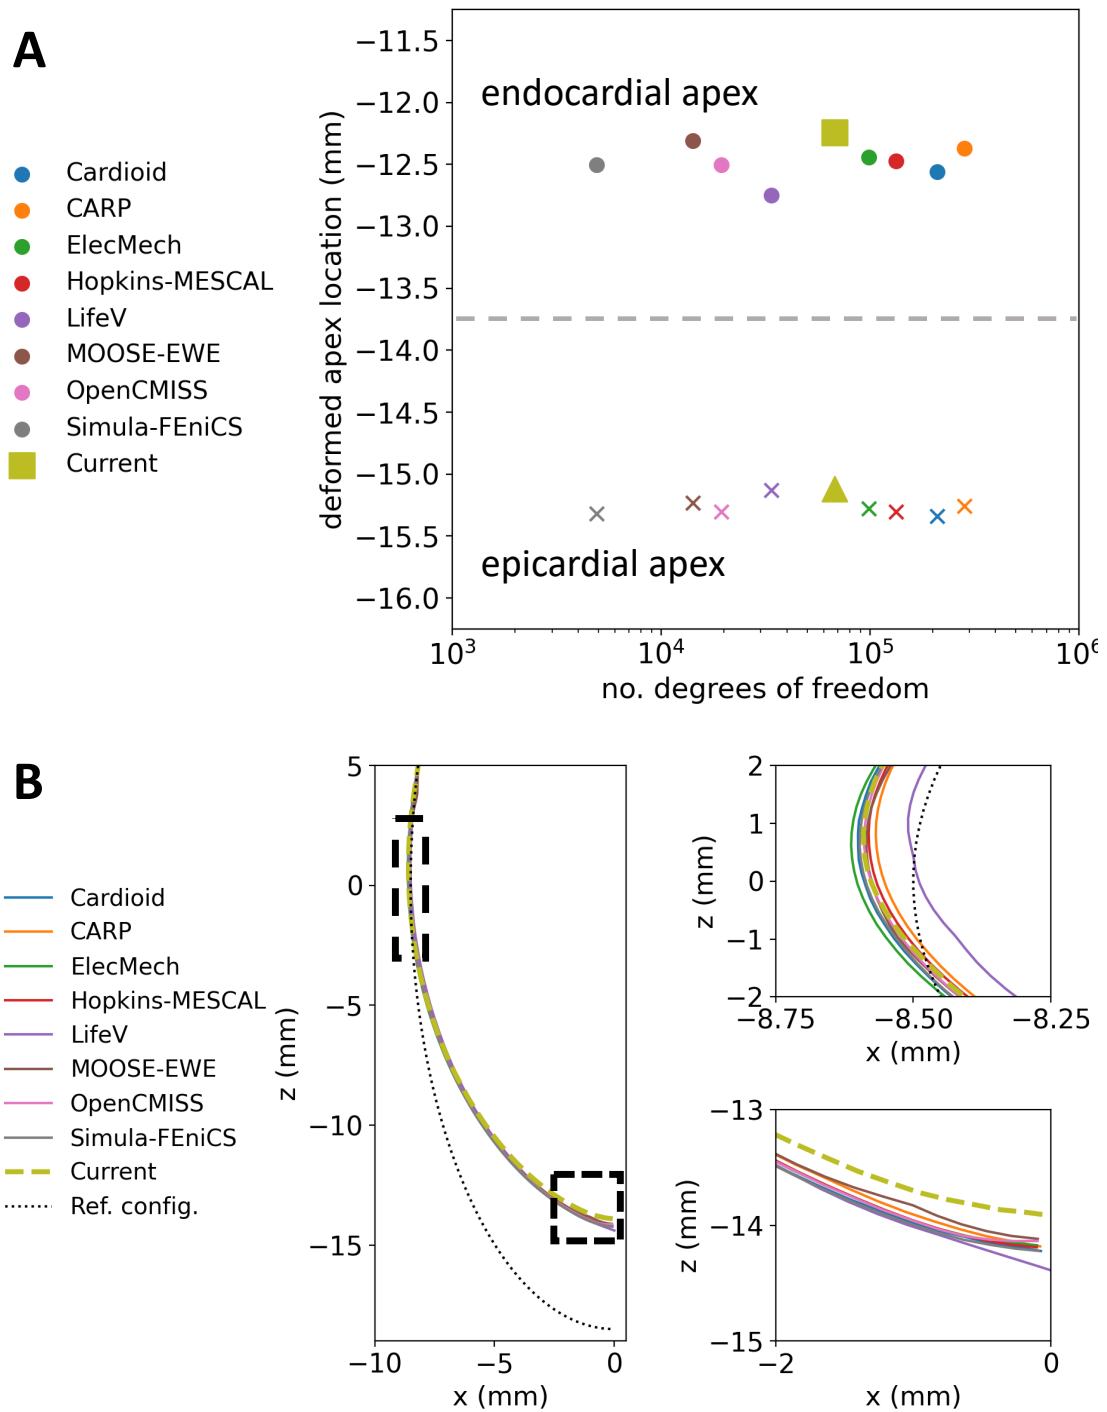 A
Cardioid
CARP
ElecMech
Hopkins-MESCAL
LifeV
MOOSE-EWE
OpenCMISS
Simula-FEniCS
Current
deformed apex location (mm)
−11.5
−12.0
−12.5
−13.0
−13.5
−14.0
−14.5
−15.0
−15.5
−16.0
endocardial apex
epicardial apex
10³ 10⁴ 10⁵ 10⁶
no. degrees of freedom
B
Cardioid
CARP
ElecMech
Hopkins-MESCAL
LifeV
MOOSE-EWE
OpenCMISS
Simula-FEniCS
Current
Ref. config.
z (mm)
5
0
−5
−10
−15
−10 −5 0
x (mm)
z (mm)
2
1
0
−1
−2
−8.75 −8.50 −8.25
x (mm)
z (mm)
−13
−14
−15
−2 0
x (mm)